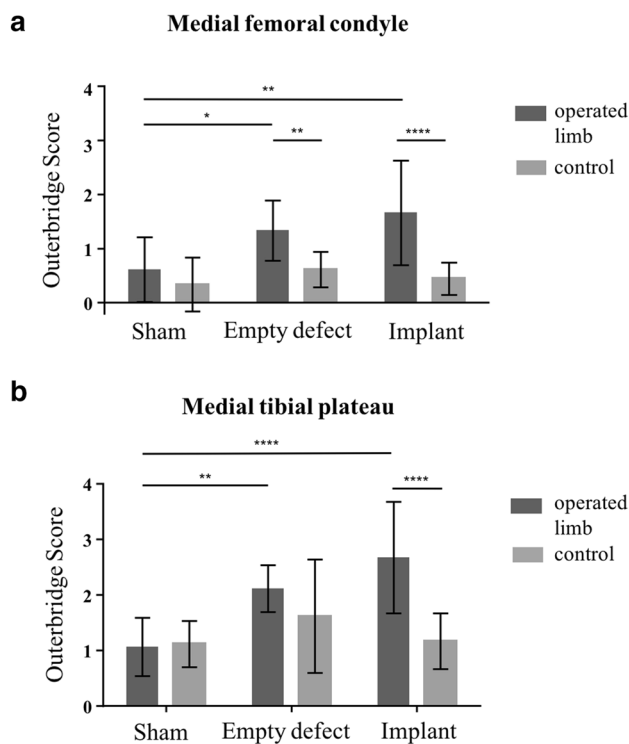 a
Medial femoral condyle
Outerbridge Score
4
3
2
1
0
**
*
**
****
Sham
Empty defect
Implant
operated
limb
control
b
Medial tibial plateau
Outerbridge Score
4
3
2
1
0
****
**
****
Sham
Empty defect
Implant
operated
limb
control